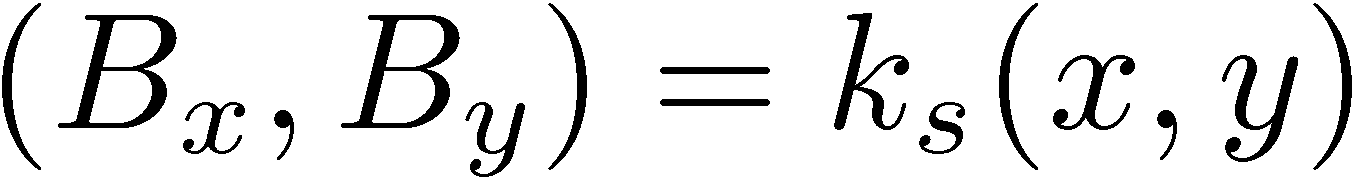 (B_x, B_y) = k_s(x, y)